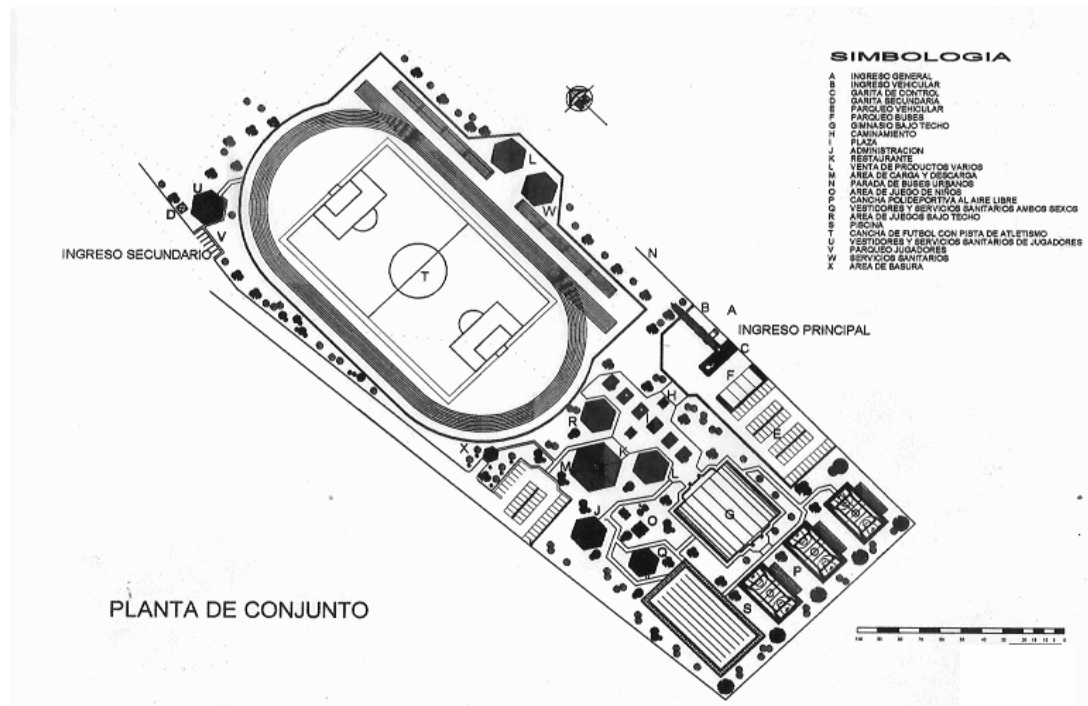 SIMBOLOGIA
A INGRESO GENERAL
B INGRESO VEHICULAR
C GARITA DE CONTROL
D GARITA SECUNDARIA
E PARQUEO VEHICULAR
F PARQUEO BUSES
G GIMNASIO BAJO TECHO
H CAMINAMIENTO
I PLAZA
J ADMINISTRACION
K RESTAURANTE
L VENTA DE PRODUCTOS VARIOS
M AREA DE CARGA Y DESCARGA
N PARADA DE BUSES URBANOS
O AREA DE JUEGO DE NIÑOS
P CANCHA POLIDEPORTIVA AL AIRE LIBRE
Q VESTIDORES Y SERVICIOS SANITARIOS AMBOS SEXOS
R AREA DE JUEGOS BAJO TECHO
S PISCINA
T CANCHA DE FUTBOL CON PISTA DE ATLETISMO
U VESTIDORES Y SERVICIOS SANITARIOS DE JUGADORES
V PARQUEO JUGADORES
W SERVICIOS SANITARIOS
X AREA DE BASURA
L
U
W
D
V
INGRESO SECUNDARIO
N
T
B
A
INGRESO PRINCIPAL
C
F
H
R
I
E
X
K
M
L
J
O
G
Q
P
S
PLANTA DE CONJUNTO